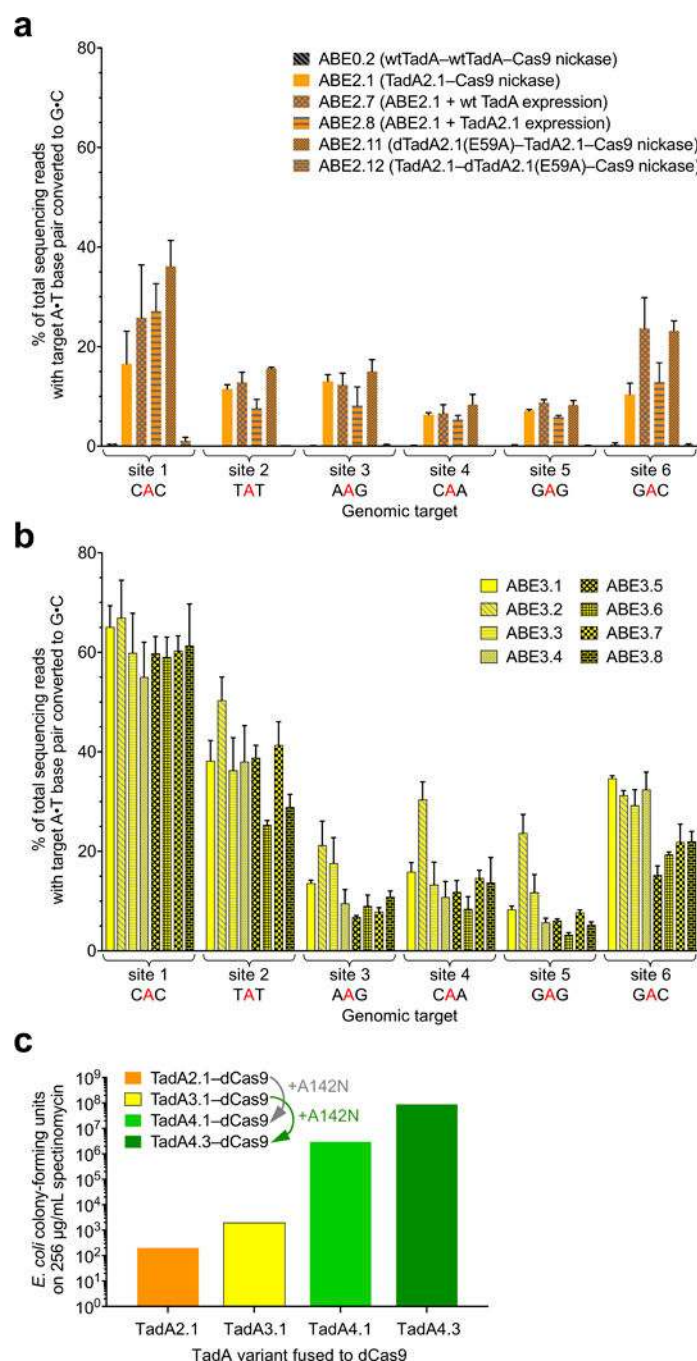 a
ABE0.2 (wtTadA–wtTadA–Cas9 nickase)
ABE2.1 (TadA2.1–Cas9 nickase)
ABE2.7 (ABE2.1 + wt TadA expression)
ABE2.8 (ABE2.1 + TadA2.1 expression)
ABE2.11 (dTadA2.1(E59A)–TadA2.1–Cas9 nickase)
ABE2.12 (TadA2.1–dTadA2.1(E59A)–Cas9 nickase)
% of total sequencing reads
with target A•T base pair converted to G•C
80
60
40
20
0
site 1 site 2 site 3 site 4 site 5 site 6
CAC TAT AAG CAA GAG GAC
Genomic target
b
ABE3.1 ABE3.5
ABE3.2 ABE3.6
ABE3.3 ABE3.7
ABE3.4 ABE3.8
% of total sequencing reads
with target A•T base pair converted to G•C
80
60
40
20
0
site 1 site 2 site 3 site 4 site 5 site 6
CAC TAT AAG CAA GAG GAC
Genomic target
c
TadA2.1–dCas9
TadA3.1–dCas9
TadA4.1–dCas9
TadA4.3–dCas9
+A142N
+A142N
E. coli colony-forming units
on 256 µg/mL spectinomycin
10⁹
10⁸
10⁷
10⁶
10⁵
10⁴
10³
10²
10¹
10⁰
TadA2.1 TadA3.1 TadA4.1 TadA4.3
TadA variant fused to dCas9